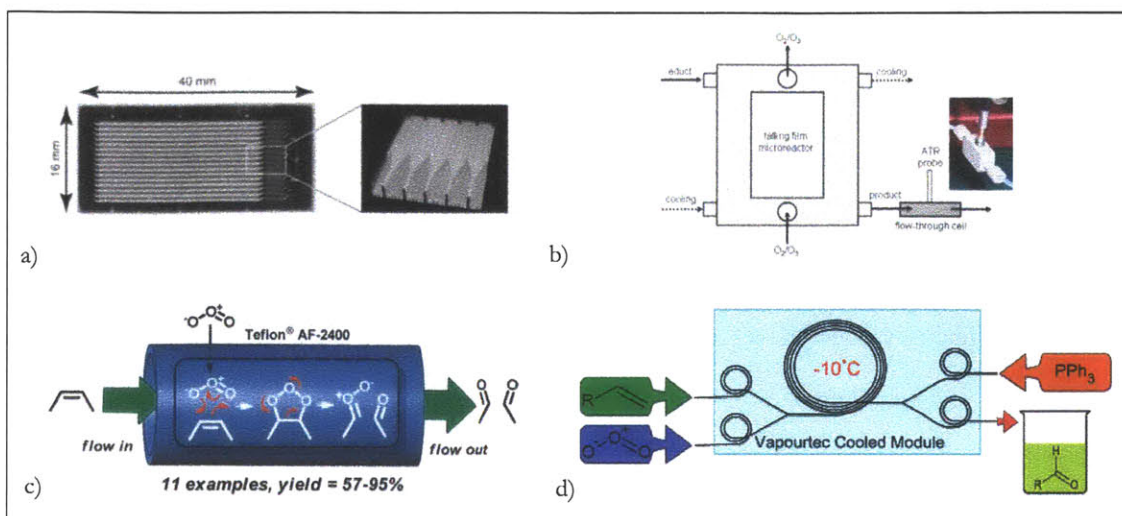 40 mm
16 mm
a)
O₂/O₃
educt
cooling
falling film
microreactor
ATR
probe
cooling
product
flow-through cell
O₂/O₃
b)
-O O+ O
Teflon® AF-2400
flow in
flow out
11 examples, yield = 57-95%
c)
-10°C
R
PPh₃
O- O+ O
Vapourtec Cooled Module
H
R O
d)